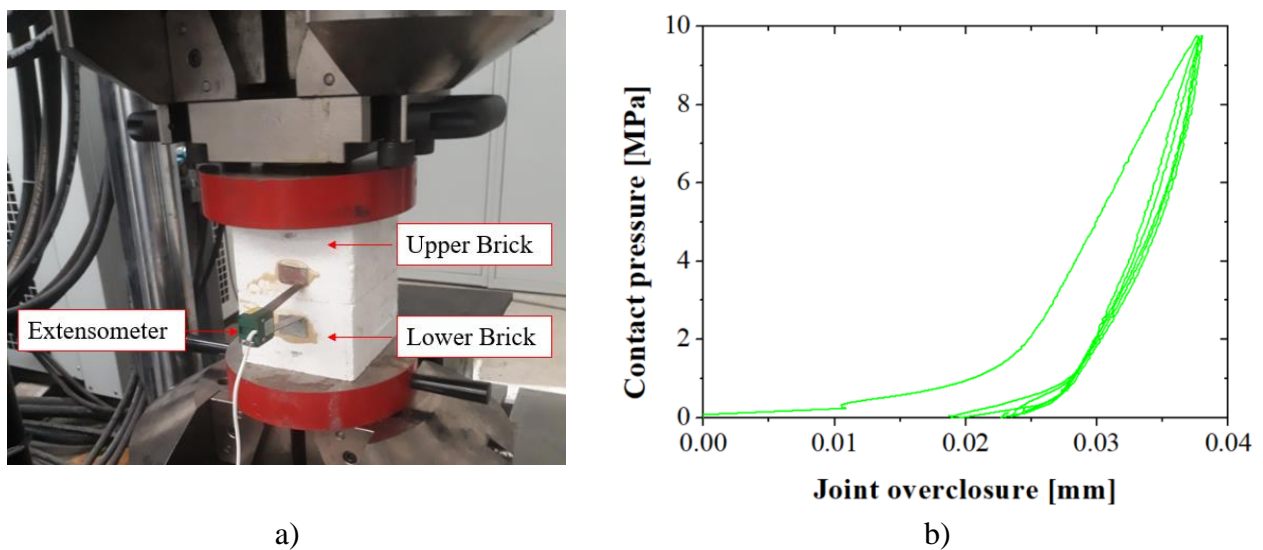 Upper Brick
Extensometer
Lower Brick
a)
Contact pressure [MPa]
10
8
6
4
2
0
0.00 0.01 0.02 0.03 0.04
Joint overclosure [mm]
b)